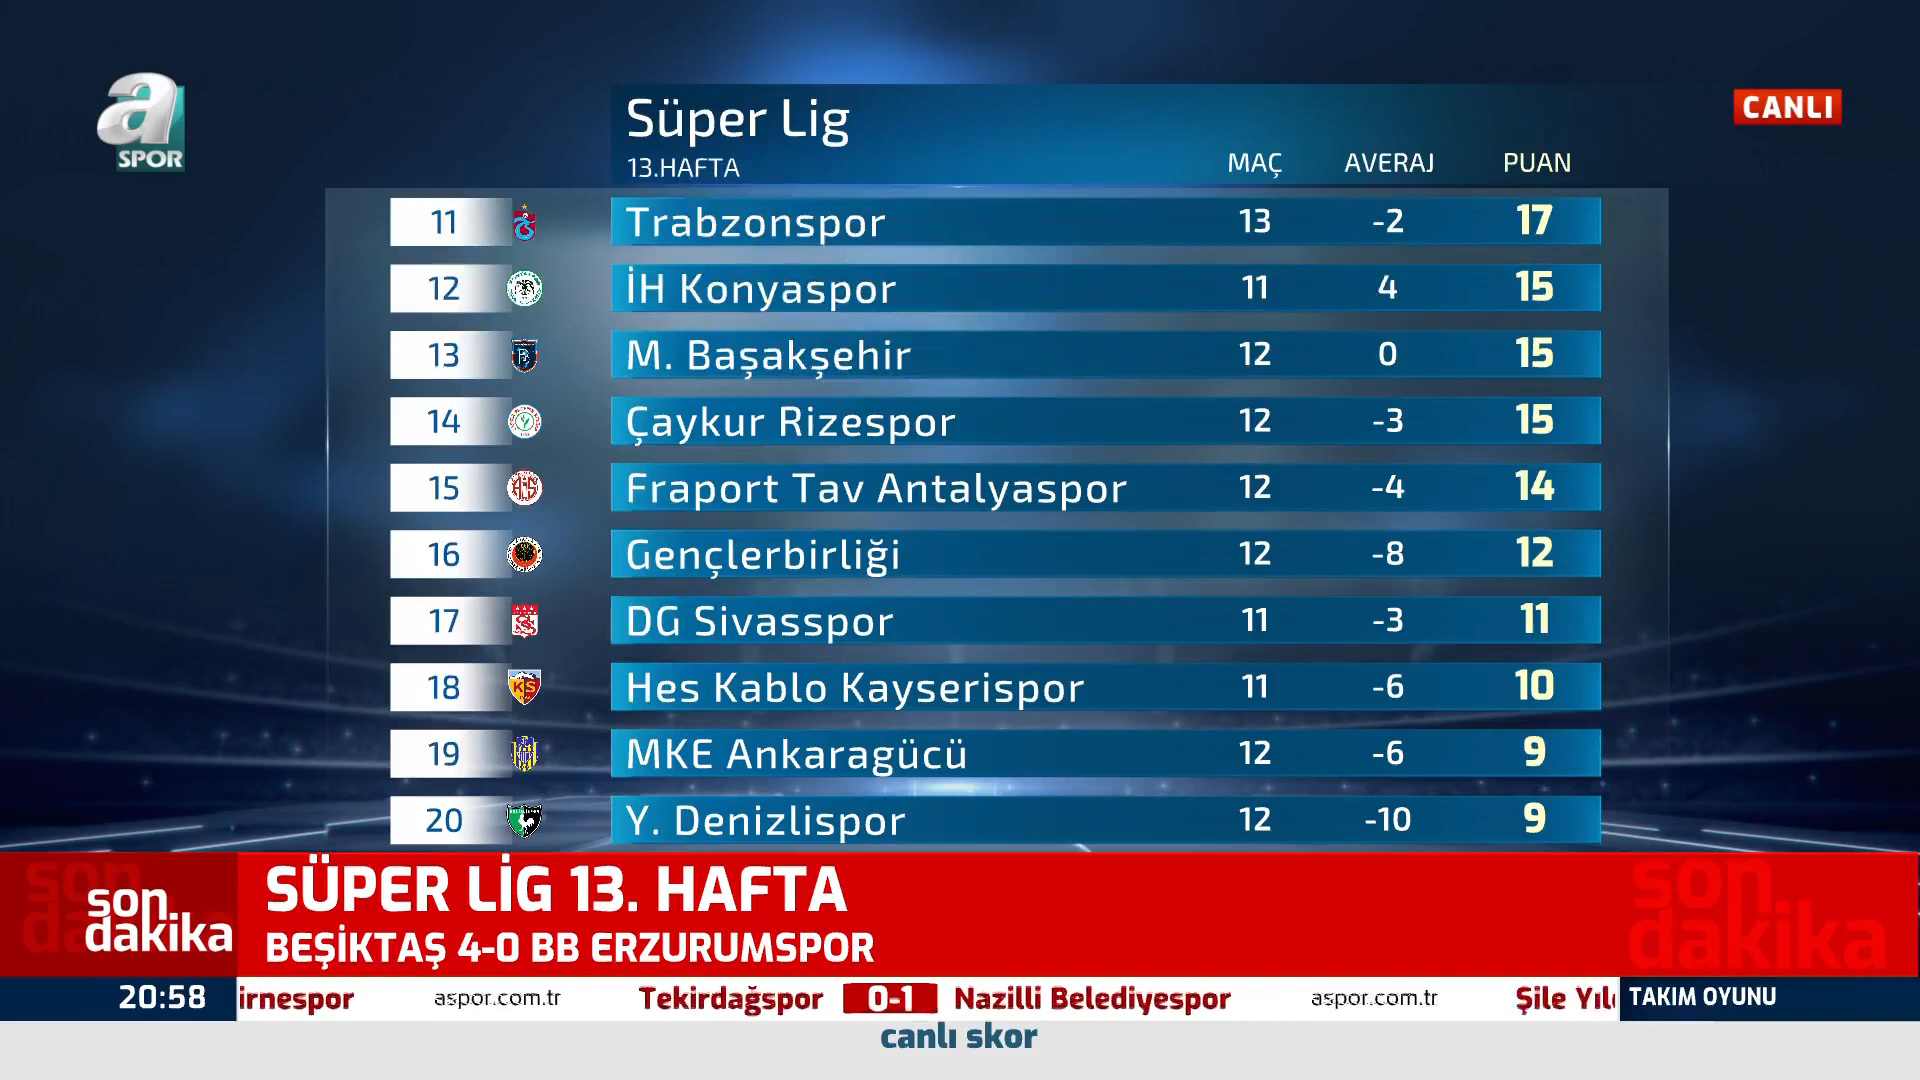 a
SPOR
Süper Lig
13.HAFTA
MAÇ AVERAJ PUAN
CANLI
11 Trabzonspor 13 -2 17
12 İH Konyaspor 11 4 15
13 M. Başakşehir 12 0 15
14 Çaykur Rizespor 12 -3 15
15 Fraport Tav Antalyaspor 12 -4 14
16 Gençlerbirliği 12 -8 12
17 DG Sivasspor 11 -3 11
18 Hes Kablo Kayserispor 11 -6 10
19 MKE Ankaragücü 12 -6 9
20 Y. Denizlispor 12 -10 9
son
dakika
SÜPER LİG 13. HAFTA
BEŞİKTAŞ 4-0 BB ERZURUMSPOR
son
dakika
20:58 irnespor aspor.com.tr Tekirdağspor 0-1 Nazilli Belediyespor aspor.com.tr Şile Yıl TAKIM OYUNU
canlı skor